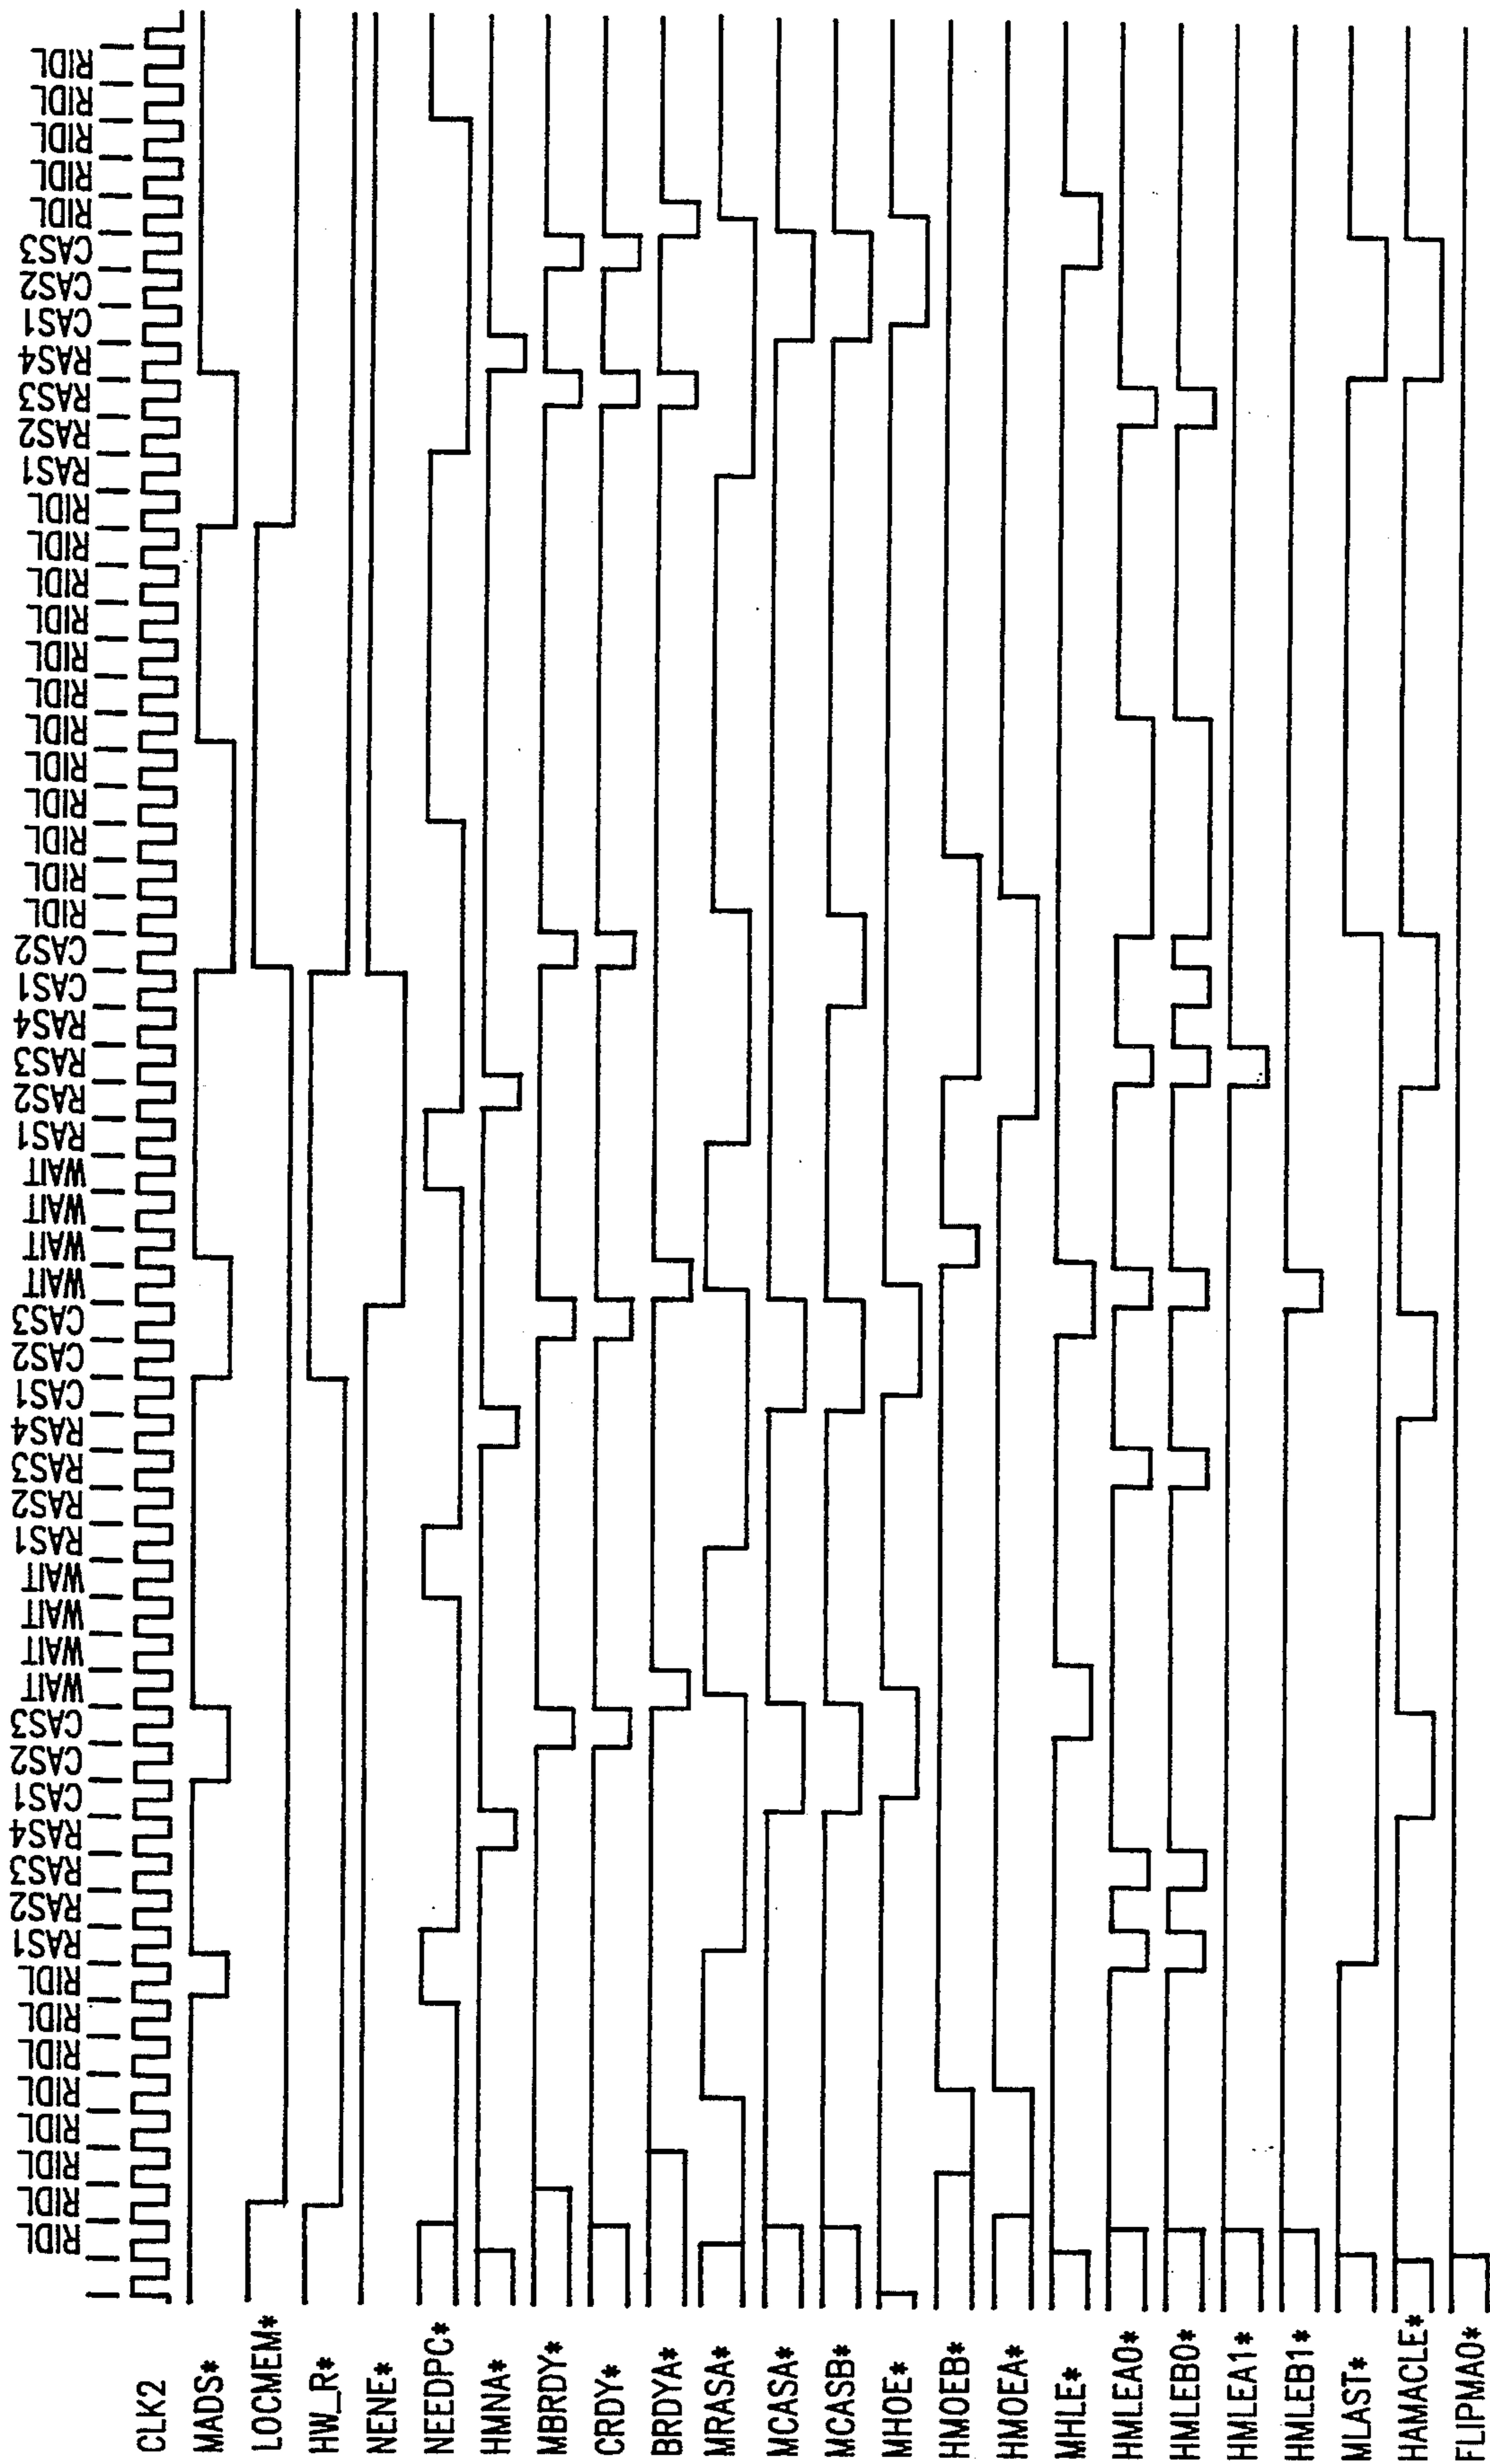 RIDL
RIDL
RIDL
RIDL
RIDL
RIDL
RIDL
RIDL
RAS1
RAS2
RAS3
RAS4
CAS1
CAS2
CAS3
WAIT
WAIT
WAIT
WAIT
RAS1
RAS2
RAS3
RAS4
CAS1
CAS2
CAS3
WAIT
WAIT
WAIT
WAIT
RAS1
RAS2
RAS3
RAS4
CAS1
CAS2
RIDL
RIDL
RIDL
RIDL
RIDL
RIDL
RIDL
RIDL
RIDL
RIDL
RIDL
RIDL
RAS1
RAS2
RAS3
RAS4
CAS1
CAS2
CAS3
RIDL
RIDL
RIDL
RIDL
RIDL
CLK2
MADS*
LOCMEM*
HW_R*
NENE*
NEEDPC*
HMNA*
MBRDY*
CRDY*
BRDYA*
MRASA*
MCASA*
MCASB*
MHOE*
HMOEB*
HMOEA*
MHLE*
HMLEA0*
HMLEB0*
HMLEA1*
HMLEB1*
MLAST*
HAMACLE*
FLIPMA0*